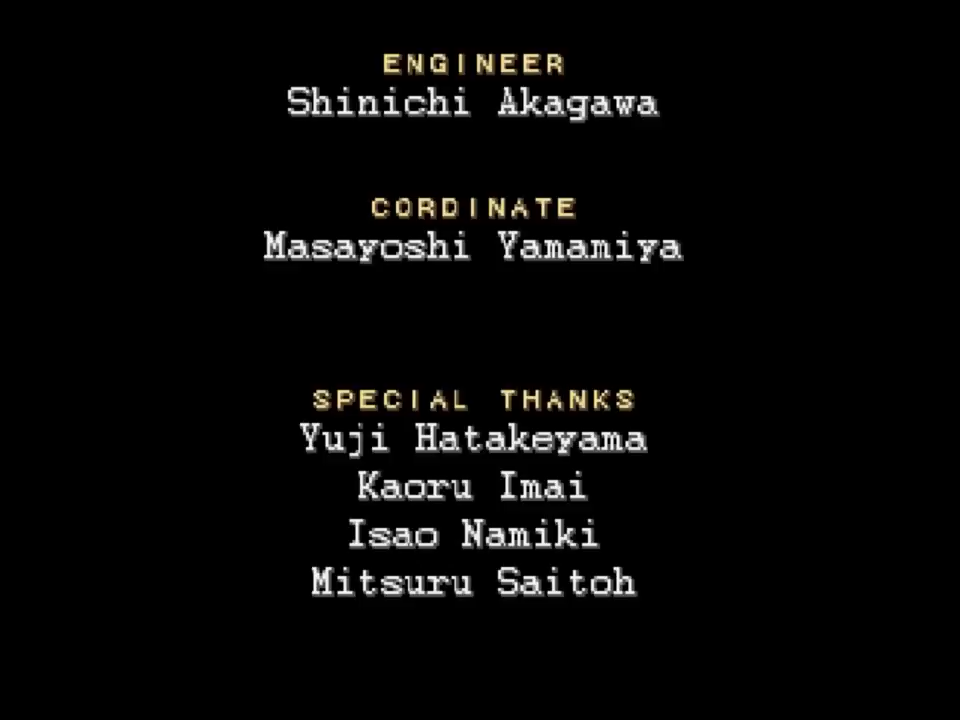 ENGINEER
Shinichi Akagawa
CORDINATE
Masayoshi Yamamiya
SPECIAL THANKS
Yuji Hatakeyama
Kaoru Imai
Isao Namiki
Mitsuru Saitoh